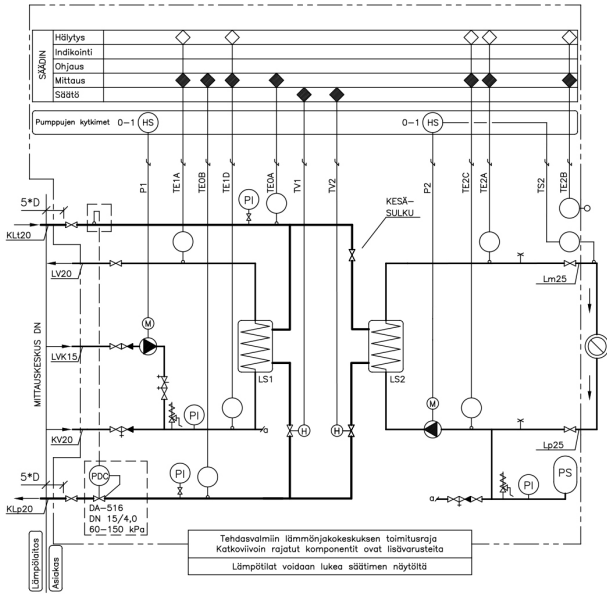 SÄÄDIN
Hälytys
Indikointi
Ohjaus
Mittaus
Säätö
Pumppujen kytkimet 0-1 HS
0-1 HS
P1
TE1A
TE0B
TE1D
TE0A
TV1
TV2
P2
TE2C
TE2A
TS2
TE2B
5*D
PI
KESÄ-
SULKU
KLt20
LV20
Lm25
M
LVK15
LS1
LS2
MITTAUSKESKUS DN
M
PI
H
H
KV20
a
Lp25
5*D
PDC
PI
a
PI
PS
KLp20
DA-516
DN 15/4,0
60-150 kPa
Tehdasvalmiin lämmönjakokeskuksen toimitusraja
Katkoviivoin rajatut komponentit ovat lisävarusteita
Lämpötilat voidaan lukea säätimen näytöltä
Lämpölaitos
Asiakas